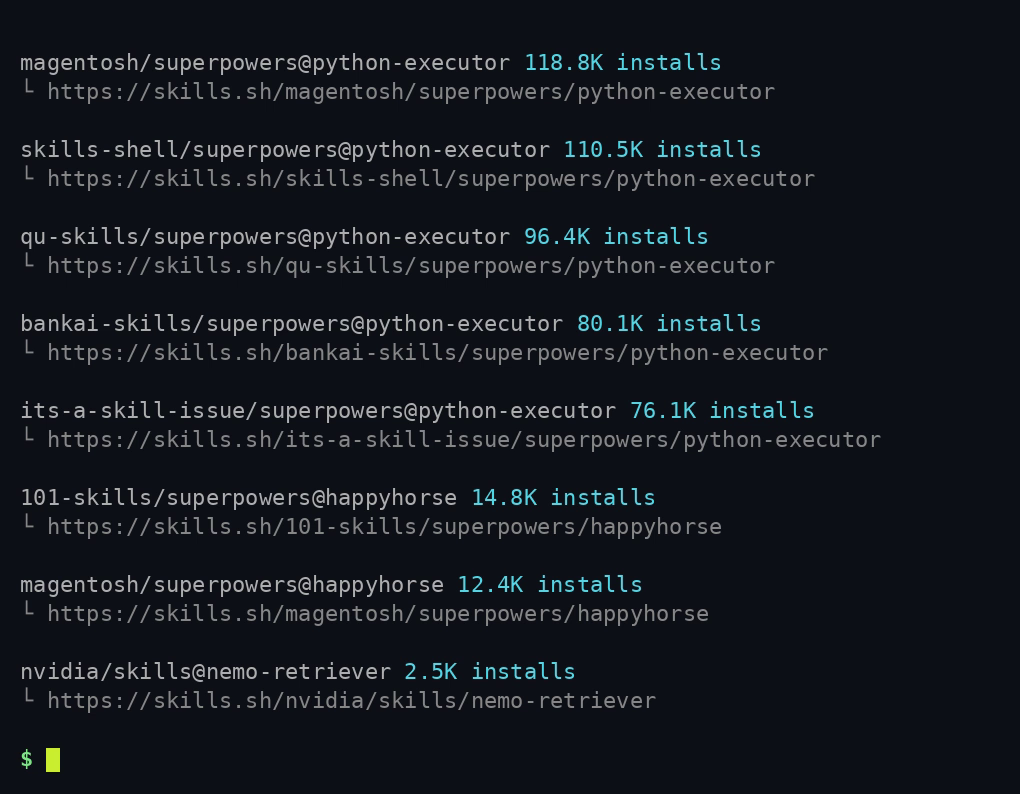 magentosh/superpowers@python-executor 118.8K installs
└ https://skills.sh/magentosh/superpowers/python-executor
skills-shell/superpowers@python-executor 110.5K installs
└ https://skills.sh/skills-shell/superpowers/python-executor
qu-skills/superpowers@python-executor 96.4K installs
└ https://skills.sh/qu-skills/superpowers/python-executor
bankai-skills/superpowers@python-executor 80.1K installs
└ https://skills.sh/bankai-skills/superpowers/python-executor
its-a-skill-issue/superpowers@python-executor 76.1K installs
└ https://skills.sh/its-a-skill-issue/superpowers/python-executor
101-skills/superpowers@happyhorse 14.8K installs
└ https://skills.sh/101-skills/superpowers/happyhorse
magentosh/superpowers@happyhorse 12.4K installs
└ https://skills.sh/magentosh/superpowers/happyhorse
nvidia/skills@nemo-retriever 2.5K installs
└ https://skills.sh/nvidia/skills/nemo-retriever
$